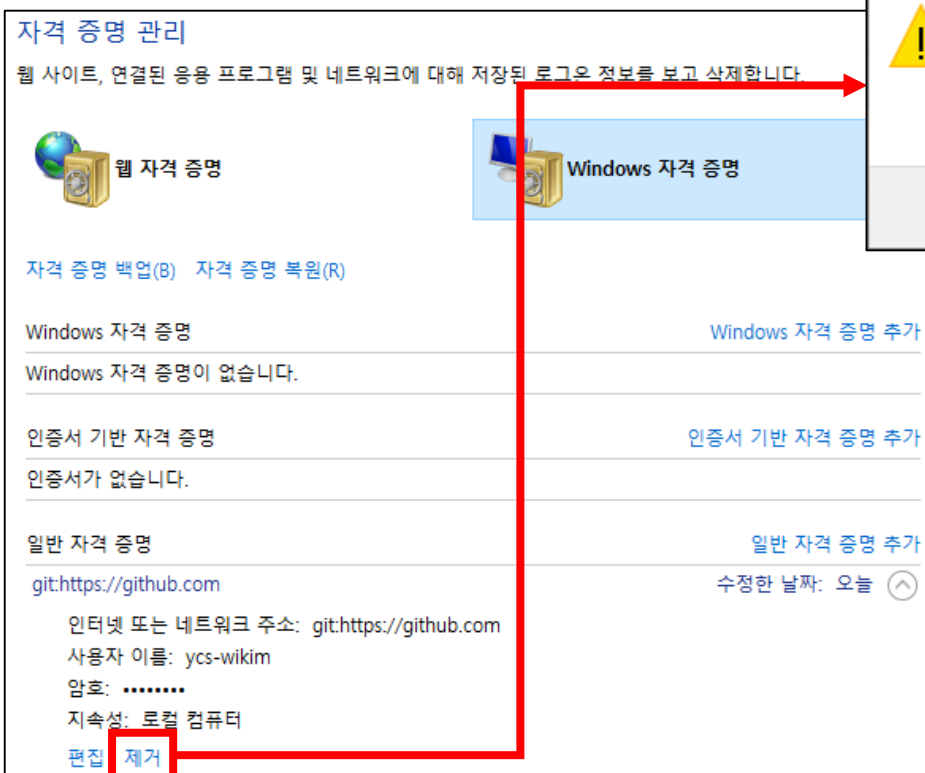 자격 증명 관리
웹 사이트, 연결된 응용 프로그램 및 네트워크에 대해 저장된 로그온 정보를 보고 삭제합니다.
웹 자격 증명
Windows 자격 증명
자격 증명 백업(B) 자격 증명 복원(R)
Windows 자격 증명 Windows 자격 증명 추가
Windows 자격 증명이 없습니다.
인증서 기반 자격 증명 인증서 기반 자격 증명 추가
인증서가 없습니다.
일반 자격 증명 일반 자격 증명 추가
git:https://github.com 수정한 날짜: 오늘
인터넷 또는 네트워크 주소: git:https://github.com
사용자 이름: ycs-wikim
암호: ••••••••
지속성: 로컬 컴퓨터
편집 제거